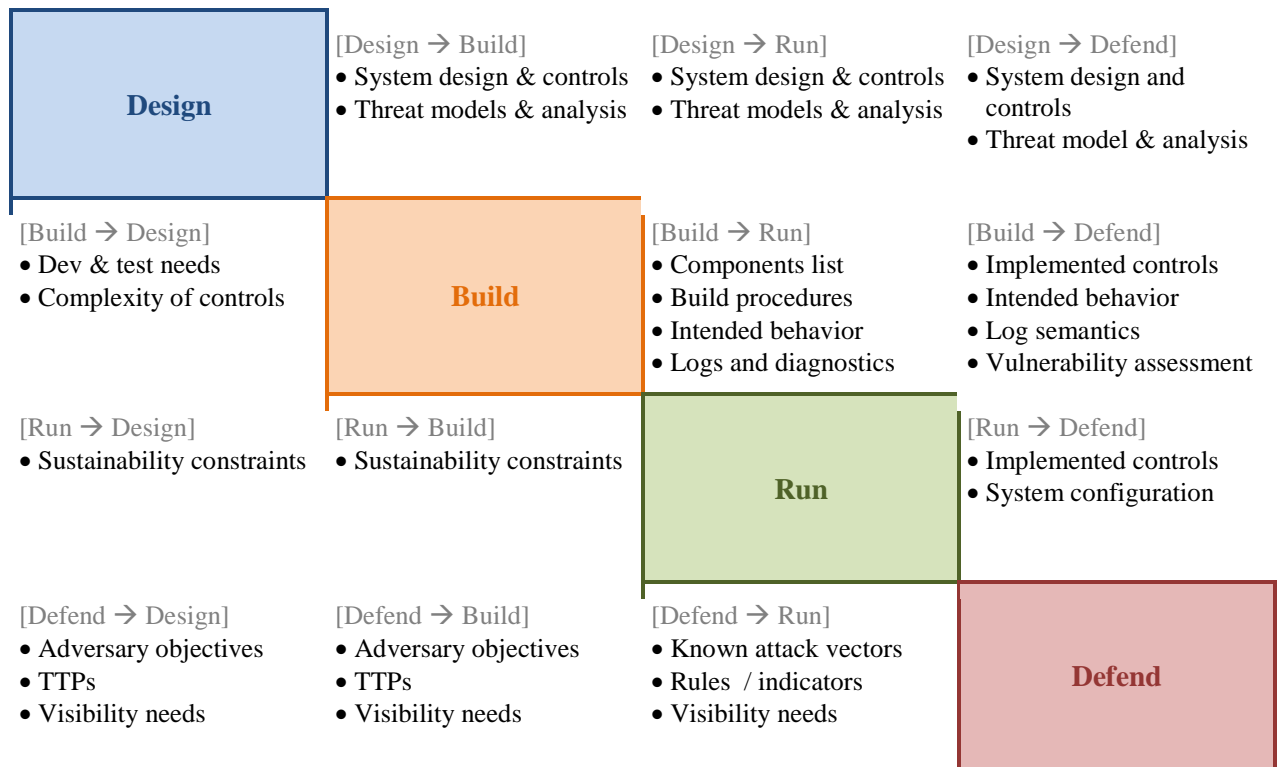 Design
[Design → Build]
• System design & controls
• Threat models & analysis
[Design → Run]
• System design & controls
• Threat models & analysis
[Design → Defend]
• System design and
controls
• Threat model & analysis
[Build → Design]
• Dev & test needs
• Complexity of controls
Build
[Build → Run]
• Components list
• Build procedures
• Intended behavior
• Logs and diagnostics
[Build → Defend]
• Implemented controls
• Intended behavior
• Log semantics
• Vulnerability assessment
[Run → Design]
• Sustainability constraints
[Run → Build]
• Sustainability constraints
Run
[Run → Defend]
• Implemented controls
• System configuration
[Defend → Design]
• Adversary objectives
• TTPs
• Visibility needs
[Defend → Build]
• Adversary objectives
• TTPs
• Visibility needs
[Defend → Run]
• Known attack vectors
• Rules / indicators
• Visibility needs
Defend